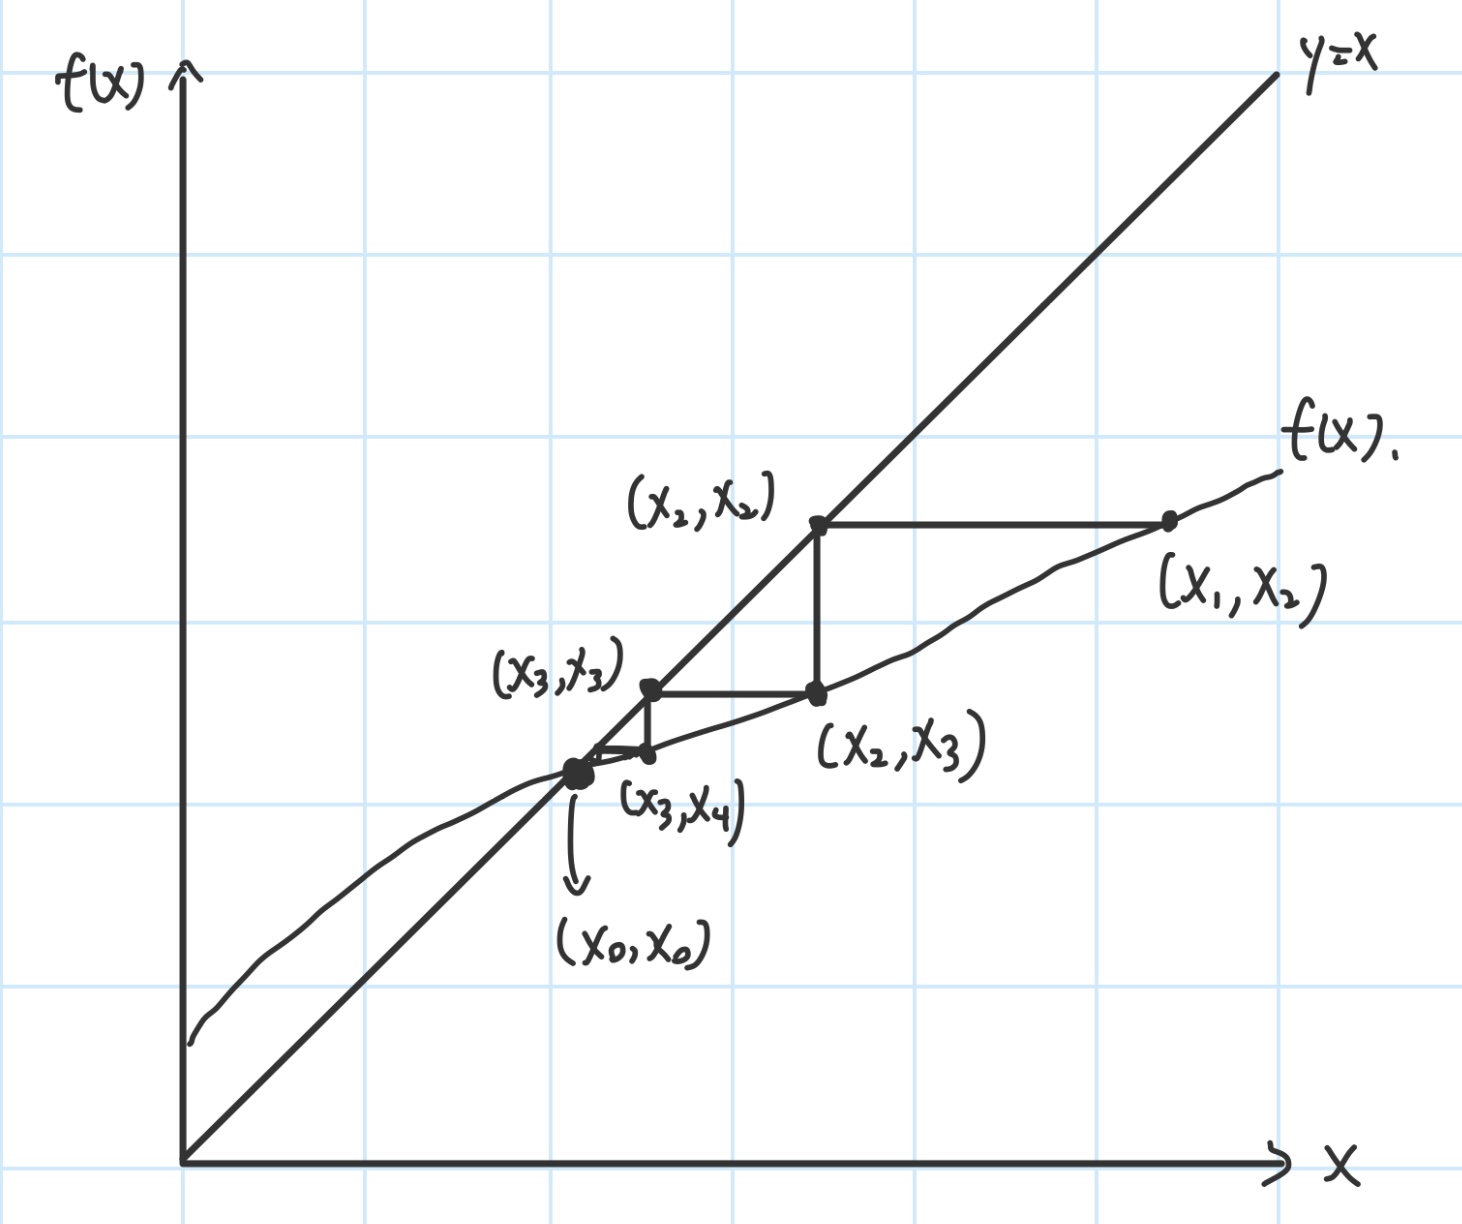 y=x
f(x)
f(x).
(x₂,x₂)
(x₁,x₂)
(x₃,x₃)
(x₂,x₃)
(x₃,x₄)
(x₀,x₀)
x